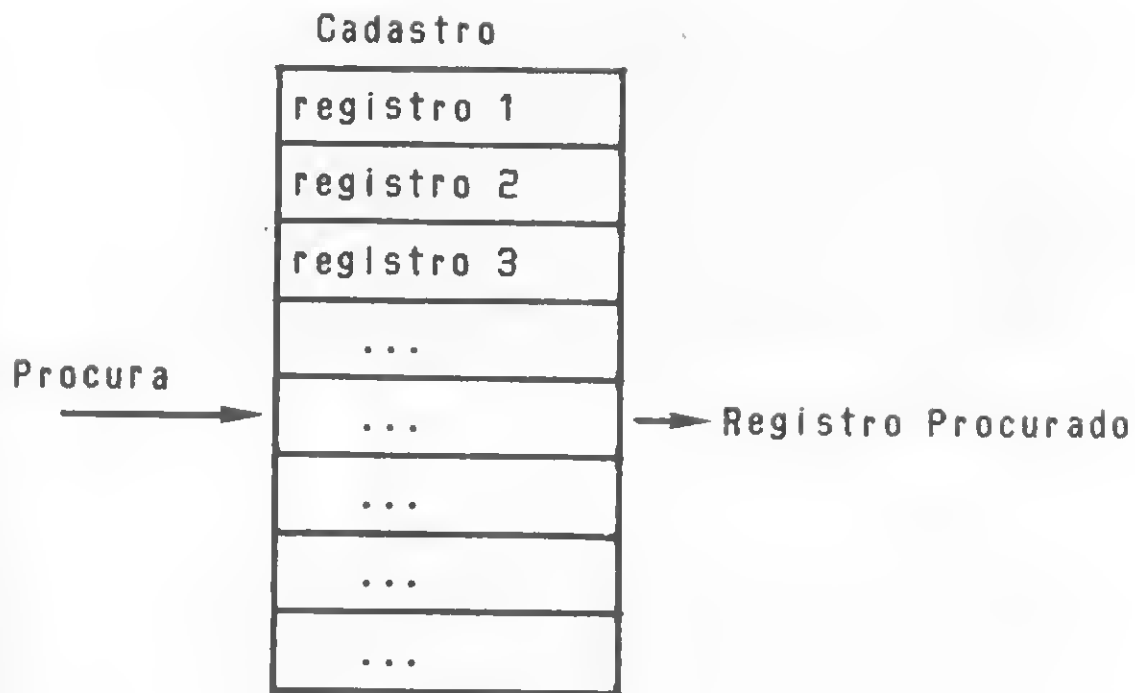 Cadastro
registro 1
registro 2
registro 3
...
Procura
...
Registro Procurado
...
...
...